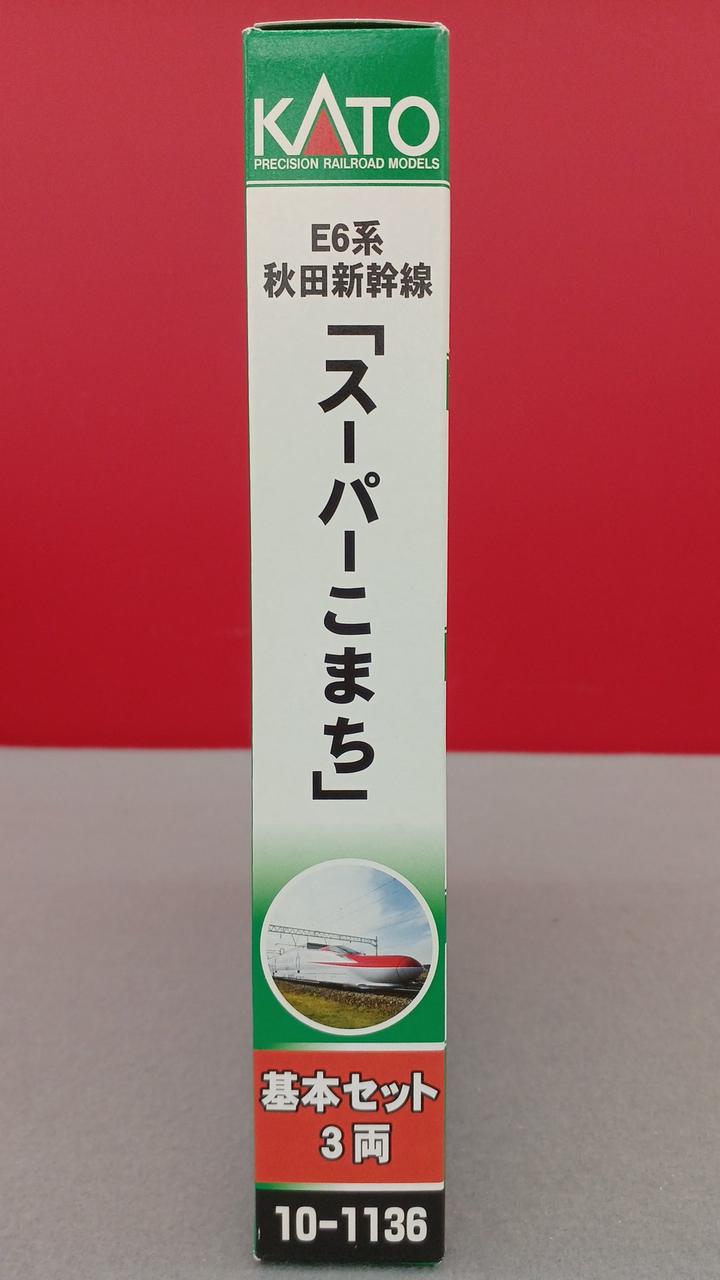 KATO
PRECISION RAILROAD MODELS
E6系
秋田新幹線
「スーパーこまち」
基本セット
3両
10-1136